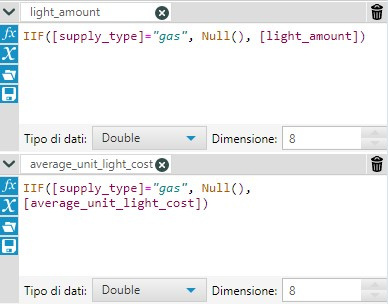 light_amount
IIF([supply_type]="gas", Null(), [light_amount])
Tipo di dati: Double Dimensione: 8
average_unit_light_cost
IIF([supply_type]="gas", Null(),
[average_unit_light_cost])
Tipo di dati: Double Dimensione: 8